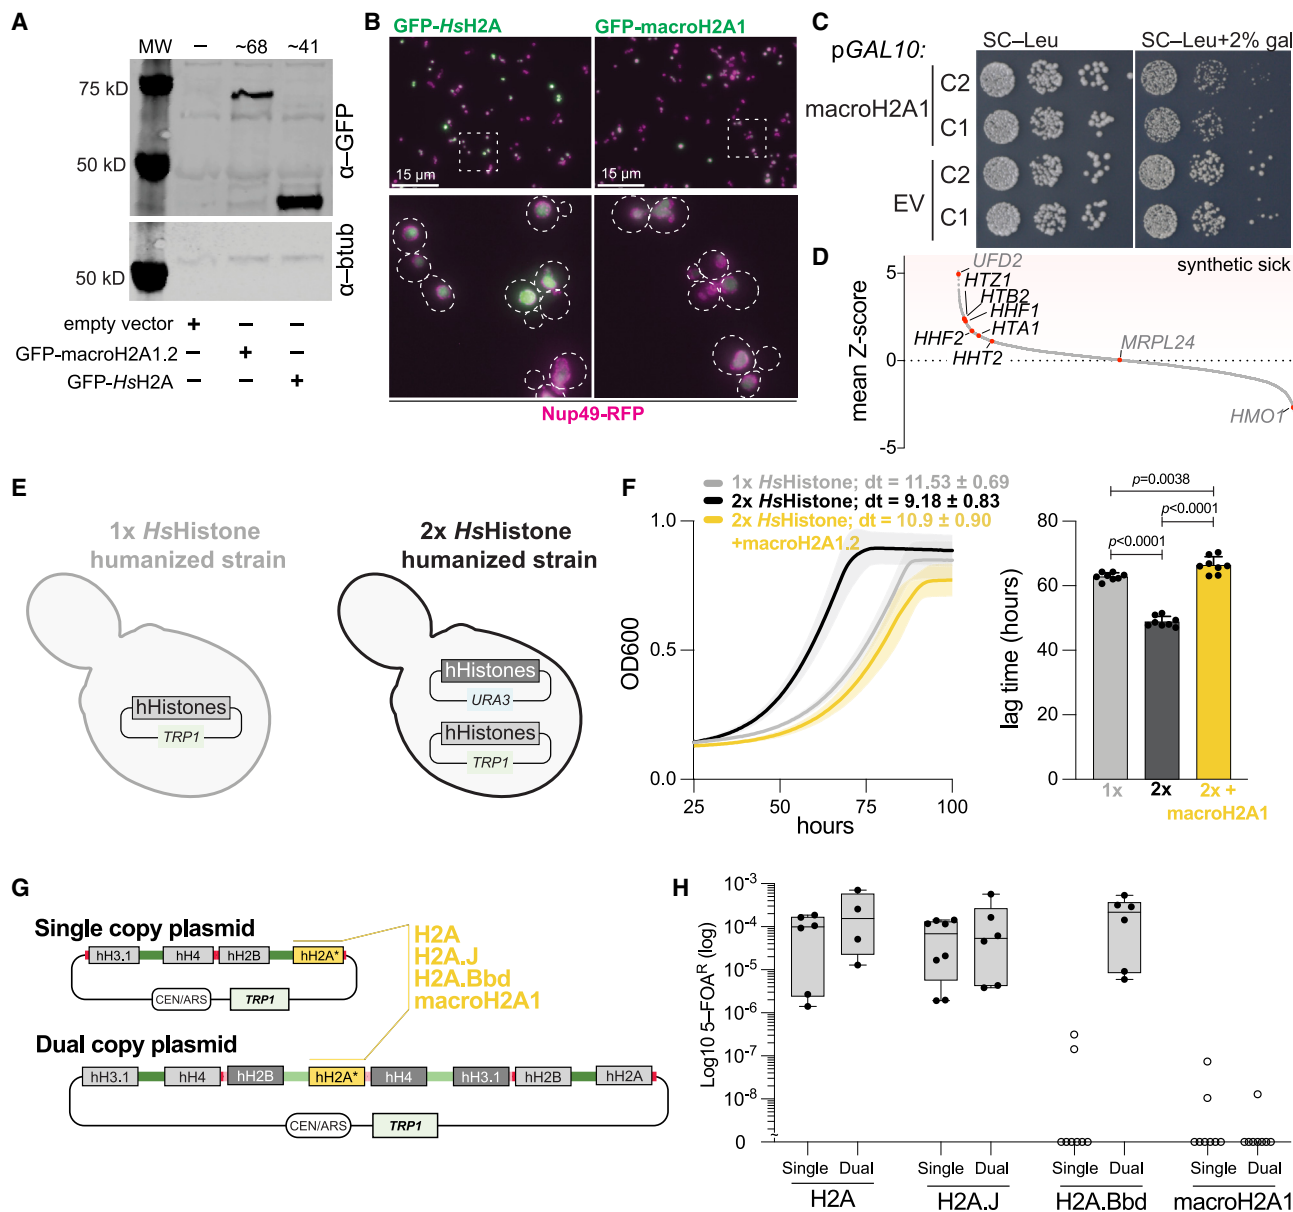 A
MW – ~68 ~41
75 kD
50 kD
α–GFP
50 kD
α–btub
empty vector + – –
GFP-macroH2A1.2 – + –
GFP-HsH2A – – +
B
GFP-HsH2A GFP-macroH2A1
15 µm 15 µm
Nup49-RFP
C
pGAL10: SC–Leu SC–Leu+2% gal
macroH2A1
C2
C1
EV
C2
C1
D
synthetic sick
mean Z-score
5
0
-5
UFD2
HTZ1
HTB2
HHF1
HHF2
HTA1
HHT2
MRPL24
HMO1
E
1x HsHistone
humanized strain
hHistones
TRP1
2x HsHistone
humanized strain
hHistones
URA3
hHistones
TRP1
F
1x HsHistone; dt = 11.53 ± 0.69
2x HsHistone; dt = 9.18 ± 0.83
2x HsHistone; dt = 10.9 ± 0.90
+macroH2A1.2
OD600
1.0
0.5
0.0
25 50 75 100
hours
p=0.0038
p<0.0001
p<0.0001
lag time (hours)
80
60
40
20
0
1x 2x 2x +
macroH2A1
G
Single copy plasmid
hH3.1 hH4 hH2B hH2A*
CEN/ARS TRP1
H2A
H2A.J
H2A.Bbd
macroH2A1
Dual copy plasmid
hH3.1 hH4 hH2B hH2A* hH4 hH3.1 hH2B hH2A
CEN/ARS TRP1
H
Log10 5–FOAᴿ (log)
10⁻³
10⁻⁴
10⁻⁵
10⁻⁶
10⁻⁷
10⁻⁸
0
Single Dual Single Dual Single Dual Single Dual
H2A H2A.J H2A.Bbd macroH2A1